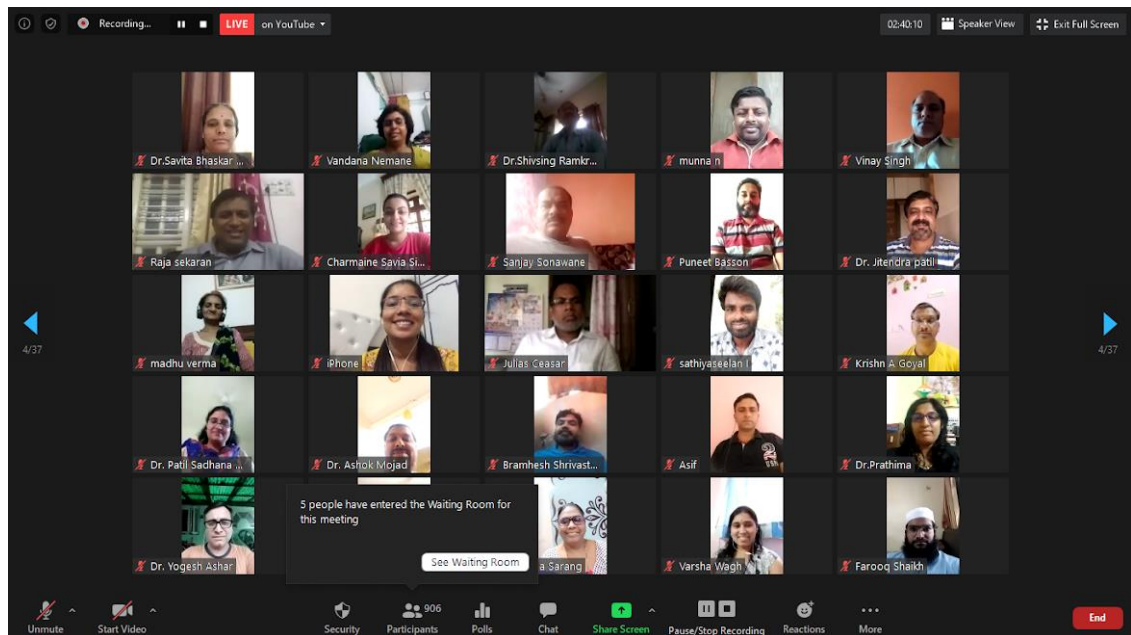 Recording...
LIVE on YouTube
02:40:10
Speaker View
Exit Full Screen
Dr.Savita Bhaskar ...
Vandana Nemane
Dr.Shivsing Ramkr...
munna n
Vinay Singh
Raja sekaran
Charmaine Savia Si...
Sanjay Sonawane
Puneet Basson
Dr. Jitendra patil
4/37
madhu verma
iPhone
Julias Ceasar
sathiyaseelan I
Krishn A Goyal
4/37
Dr. Patil Sadhana ...
Dr. Ashok Mojad
Bramhesh Shrivast...
Asif
Dr.Prathima
5 people have entered the Waiting Room for
this meeting
See Waiting Room
Dr. Yogesh Ashar
a Sarang
Varsha Wagh
Farooq Shaikh
Unmute
Start Video
Security
906
Participants
Polls
Chat
Share Screen
Pause/Stop Recording
Reactions
More
End